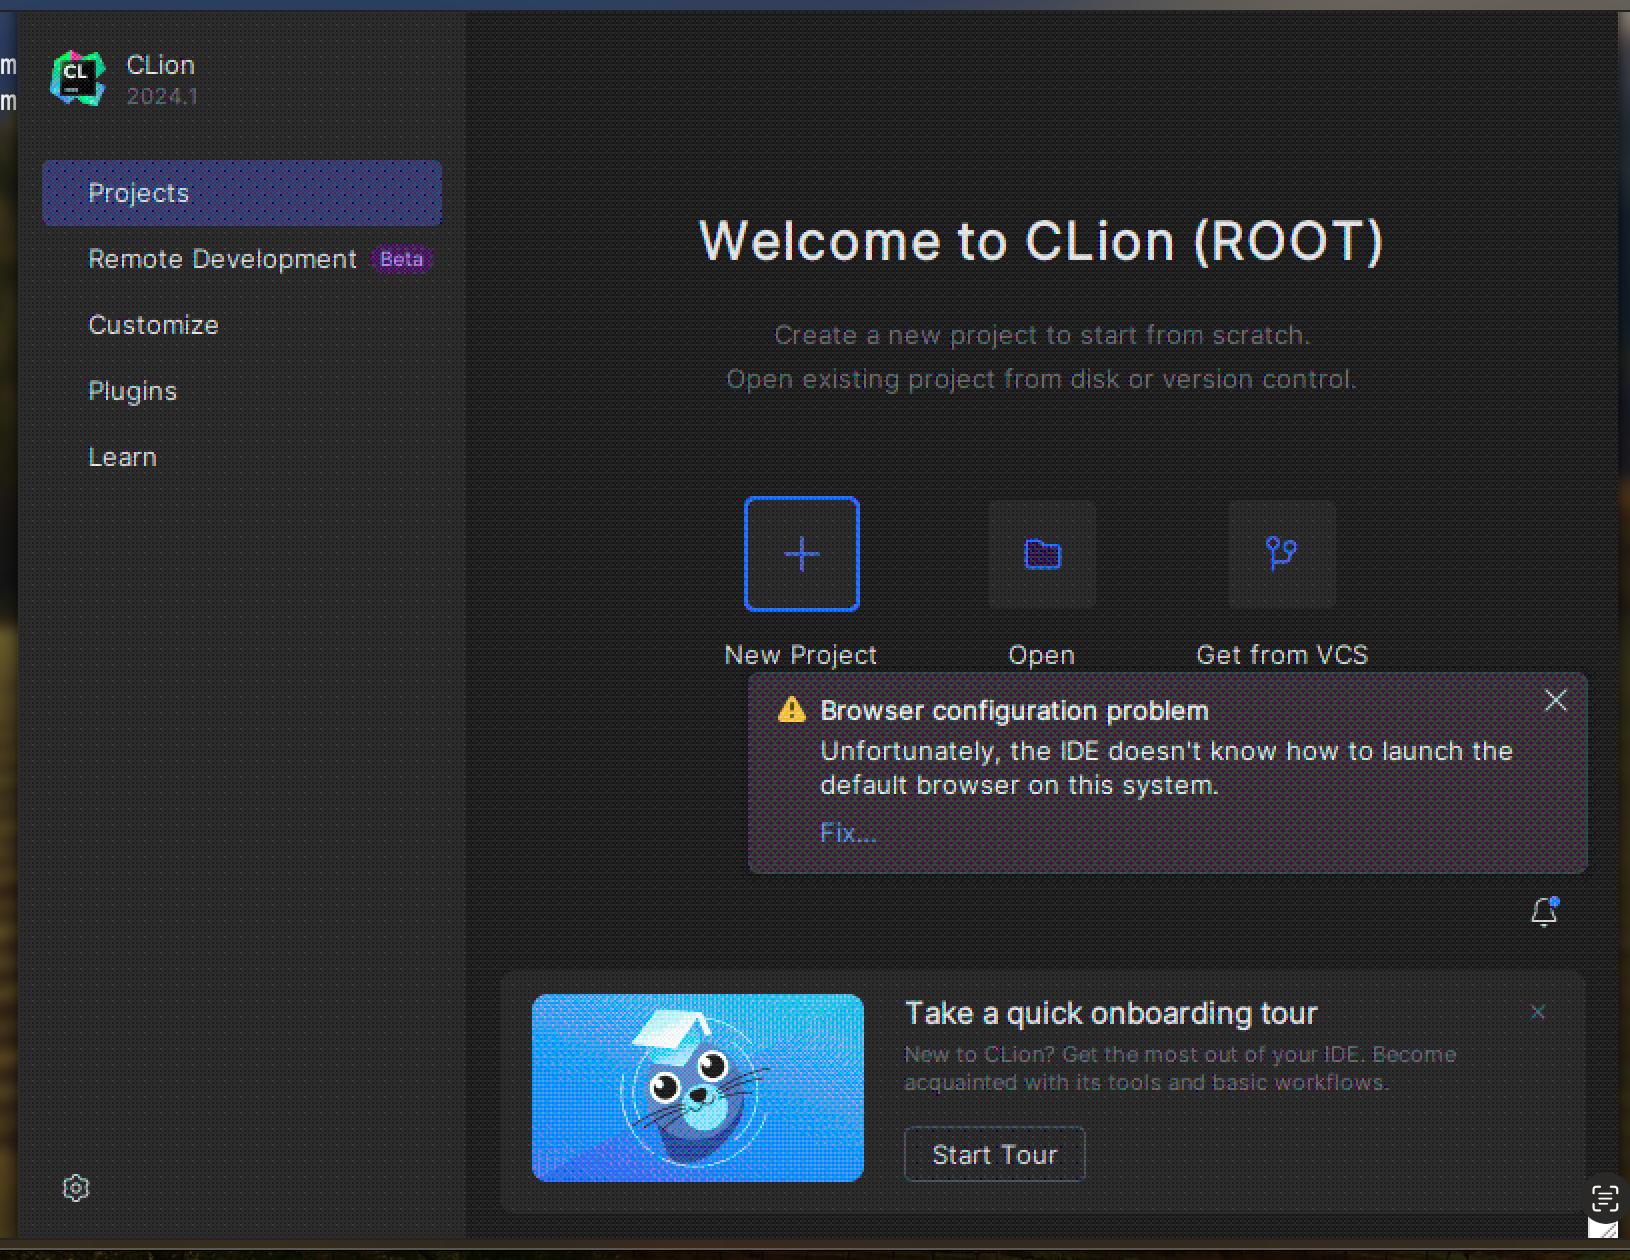 m
m
CL
CLion
2024.1
Projects
Remote Development Beta
Customize
Plugins
Learn
Welcome to CLion (ROOT)
Create a new project to start from scratch.
Open existing project from disk or version control.
New Project
Open
Get from VCS
Browser configuration problem
Unfortunately, the IDE doesn't know how to launch the
default browser on this system.
Fix...
Take a quick onboarding tour
New to CLion? Get the most out of your IDE. Become
acquainted with its tools and basic workflows.
Start Tour